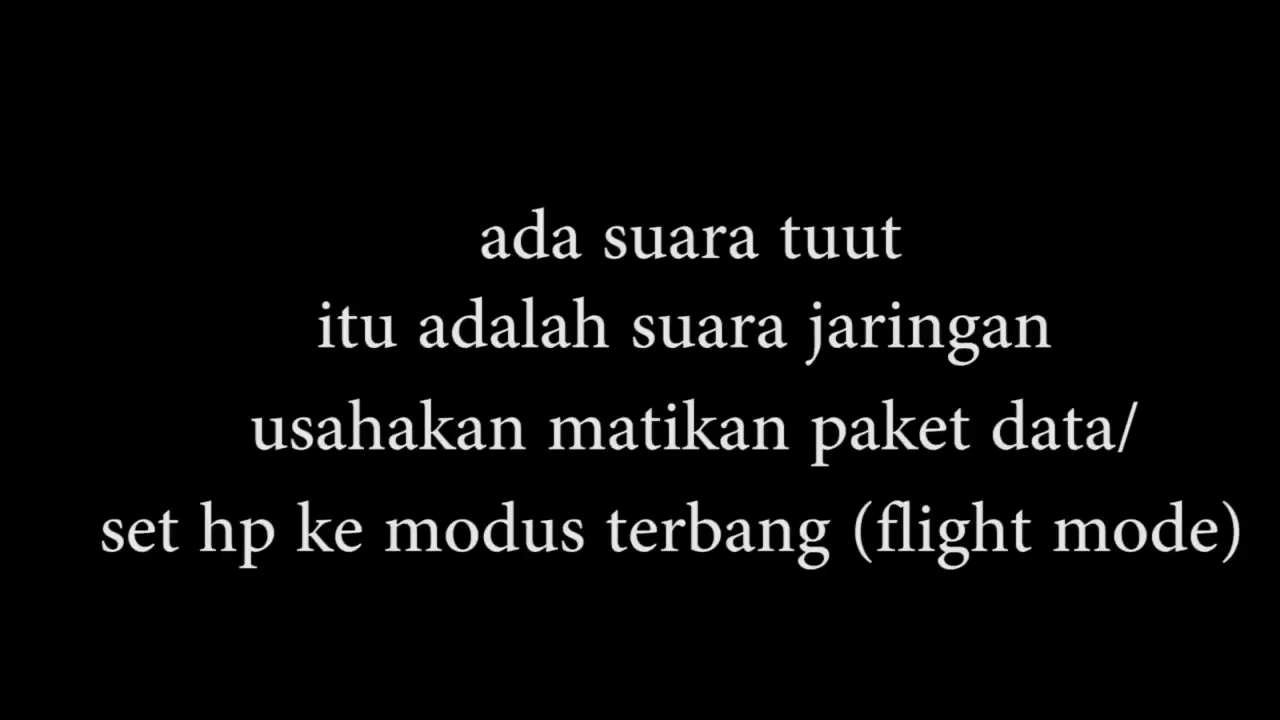 ada suara tuut
itu adalah suara jaringan
usahakan matikan paket data/
set hp ke modus terbang (flight mode)